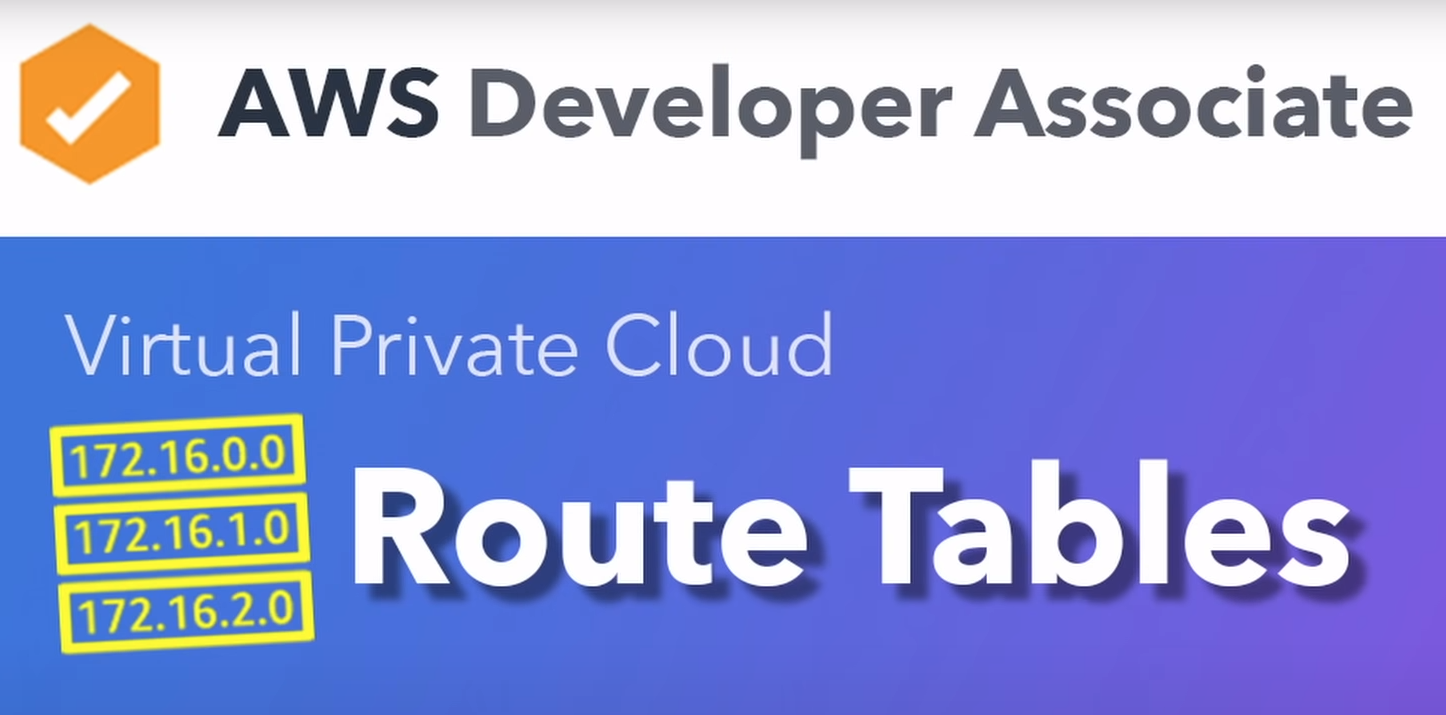 AWS Developer Associate
Virtual Private Cloud
172.16.0.0
172.16.1.0
172.16.2.0
Route Tables